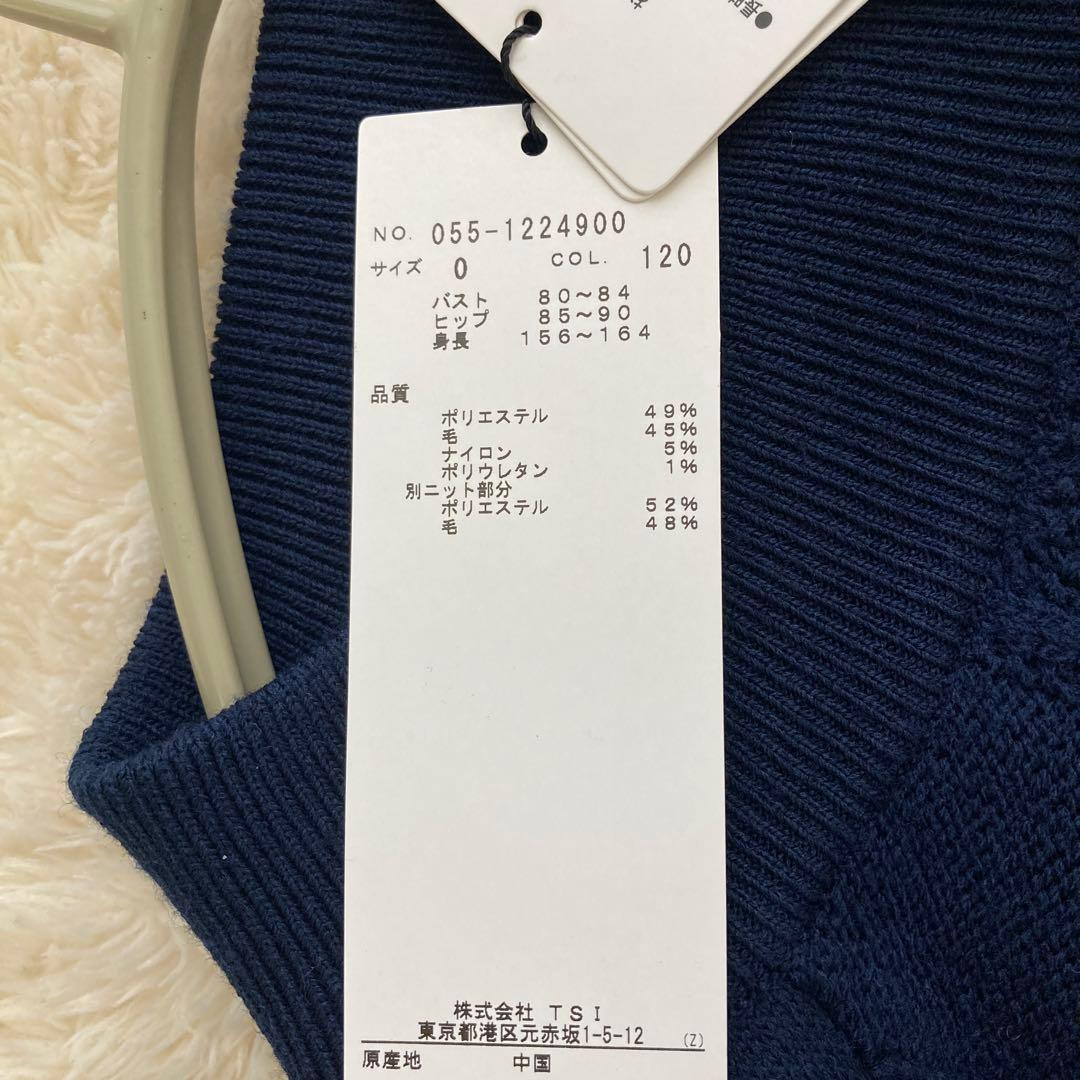 NO. 055-1224900
サイズ 0 COL. 120
バスト 80~84
ヒップ 85~90
身長 156~164
品質
ポリエステル 49%
毛 45%
ナイロン 5%
ポリウレタン 1%
別ニット部分
ポリエステル 52%
毛 48%
株式会社 TSI
東京都港区元赤坂1-5-12 (Z)
原産地 中国